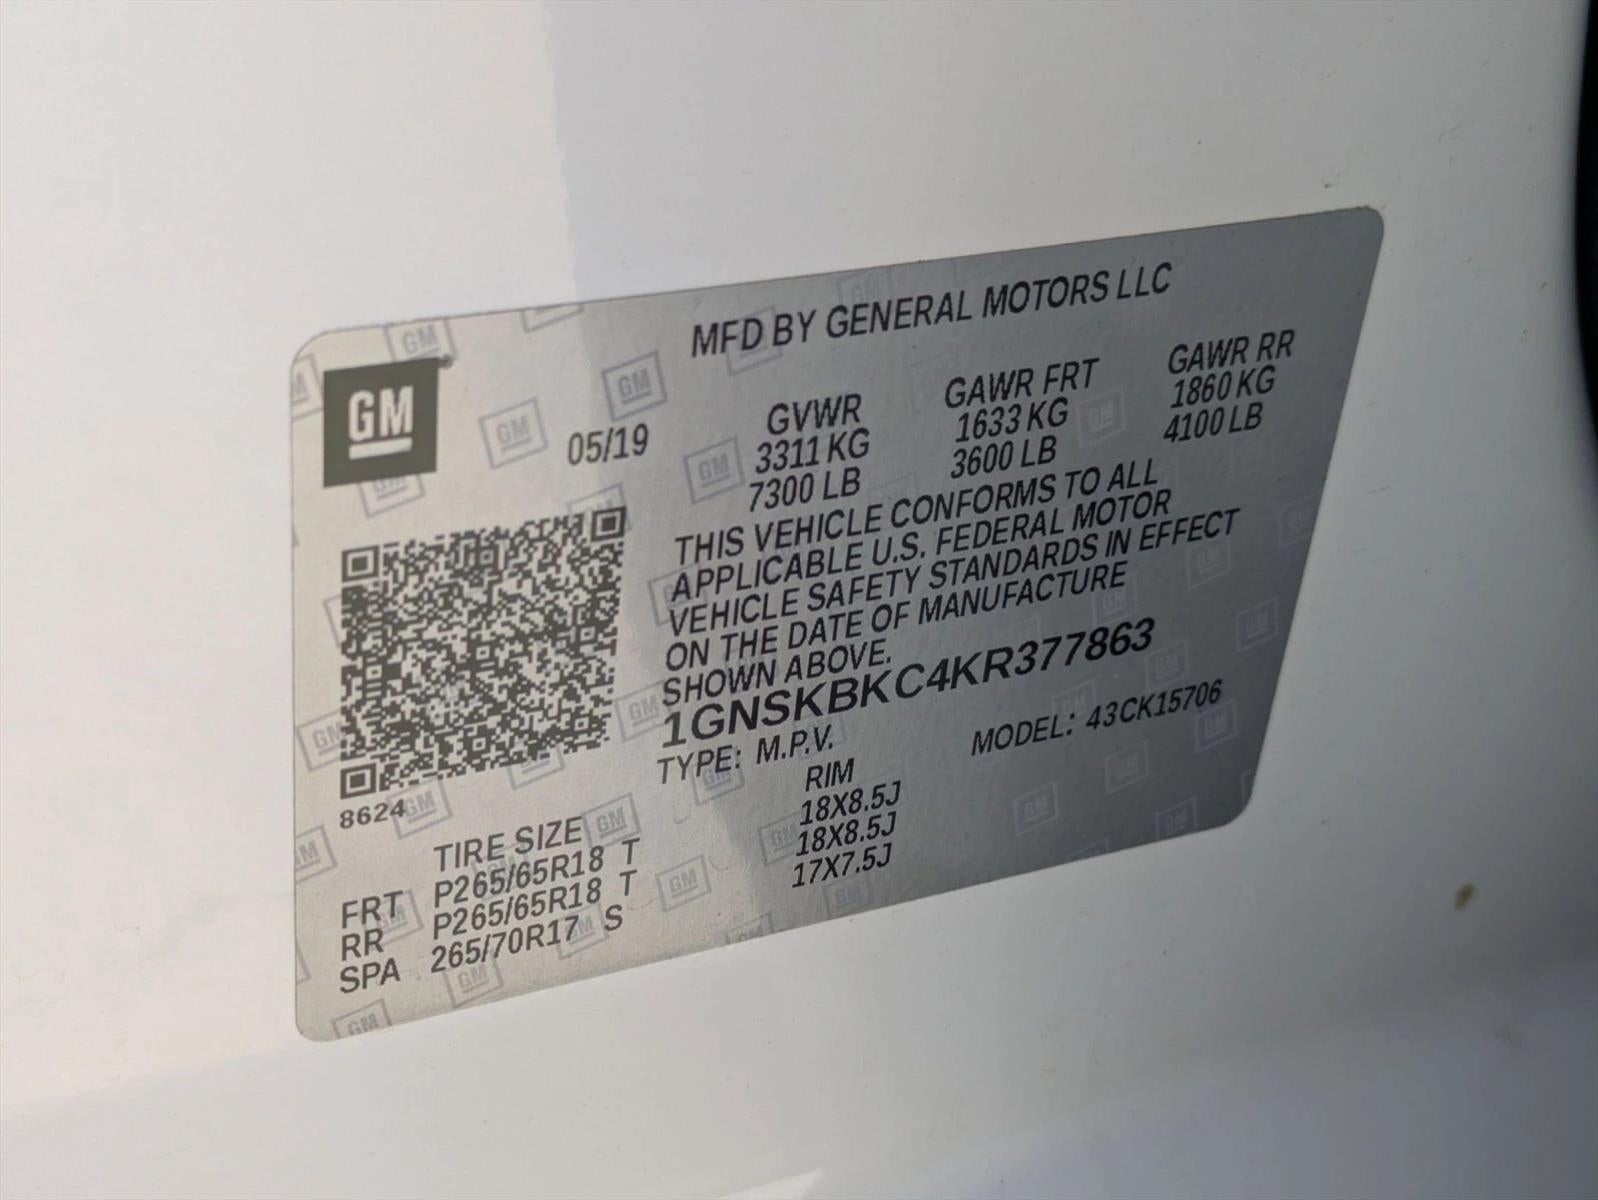 MFD BY GENERAL MOTORS LLC
GM
05/19
GVWR GAWR FRT GAWR RR
3311 KG 1633 KG 1860 KG
7300 LB 3600 LB 4100 LB
THIS VEHICLE CONFORMS TO ALL
APPLICABLE U.S. FEDERAL MOTOR
VEHICLE SAFETY STANDARDS IN EFFECT
ON THE DATE OF MANUFACTURE
SHOWN ABOVE.
1GNSKBKC4KR377863
TYPE: M.P.V. MODEL: 43CK15706
8624
TIRE SIZE RIM
FRT P265/65R18 T 18X8.5J
RR P265/65R18 T 18X8.5J
SPA 265/70R17 S 17X7.5J